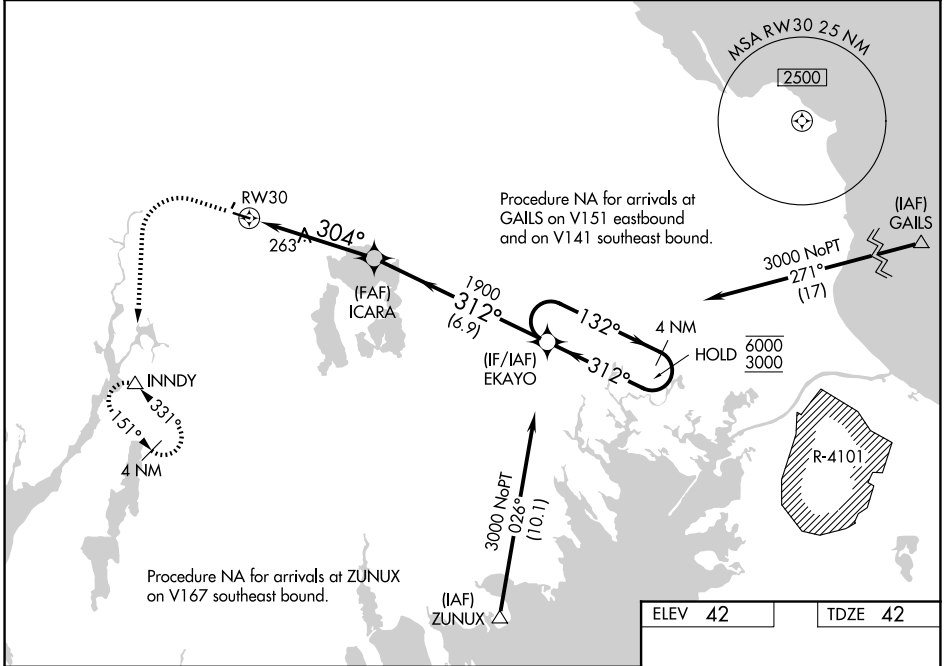 MSA RW30 25 NM
2500
RW30
263
304°
(FAF)
ICARA
1900
312°
(6.9)
Procedure NA for arrivals at
GAILS on V151 eastbound
and on V141 southeast bound.
(IAF)
GAILS
3000 NoPT
271°
(17)
132°
4 NM
HOLD
6000
3000
312°
(IF/IAF)
EKAYO
INNDY
331°
151°
4 NM
R-4101
3000 NoPT
026°
(10.1)
Procedure NA for arrivals at ZUNUX
on V167 southeast bound.
(IAF)
ZUNUX
ELEV 42
TDZE 42